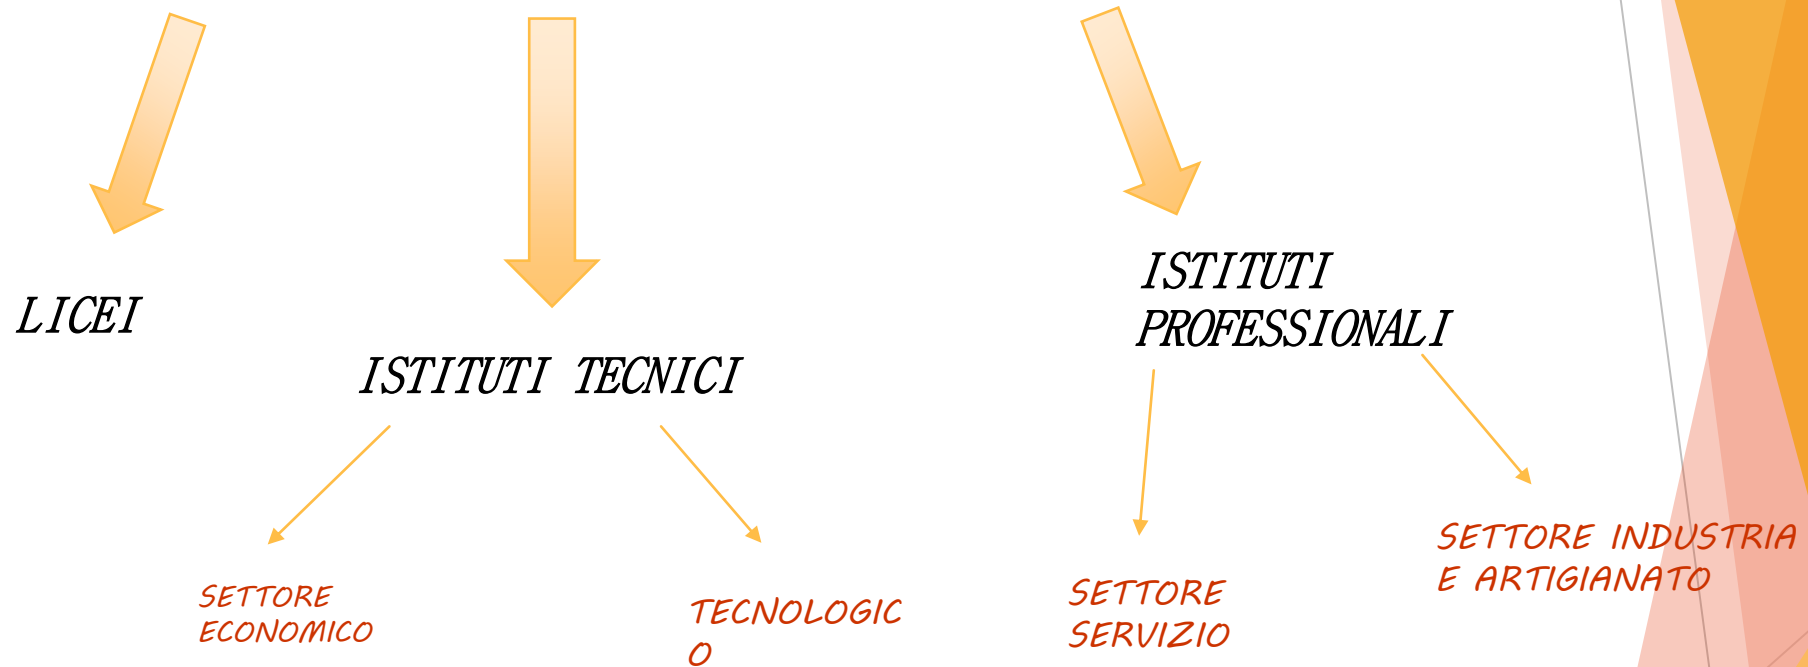 LICEI
ISTITUTI TECNICI
ISTITUTI
PROFESSIONALI
SETTORE
ECONOMICO
TECNOLOGIC
O
SETTORE
SERVIZIO
SETTORE INDUSTRIA
E ARTIGIANATO